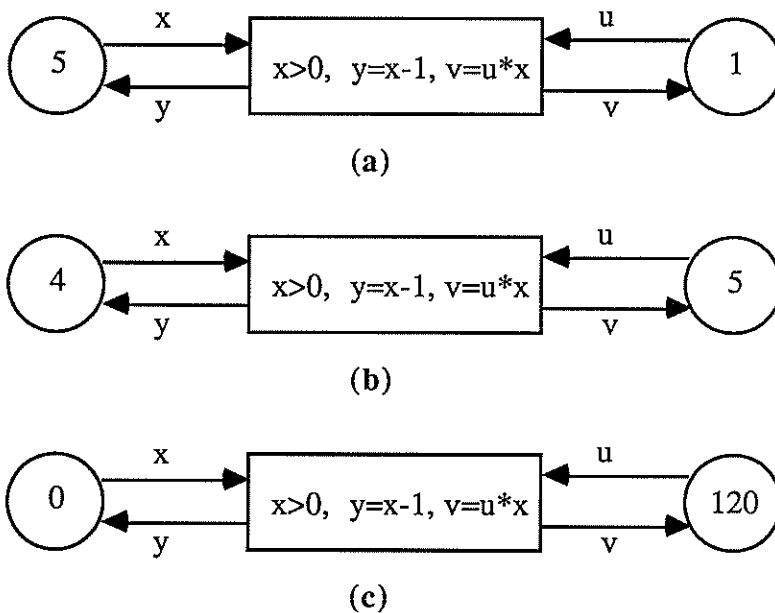 x u
5 x>0, y=x-1, v=u*x 1
y v
(a)
x u
4 x>0, y=x-1, v=u*x 5
y v
(b)
x u
0 x>0, y=x-1, v=u*x 120
y v
(c)